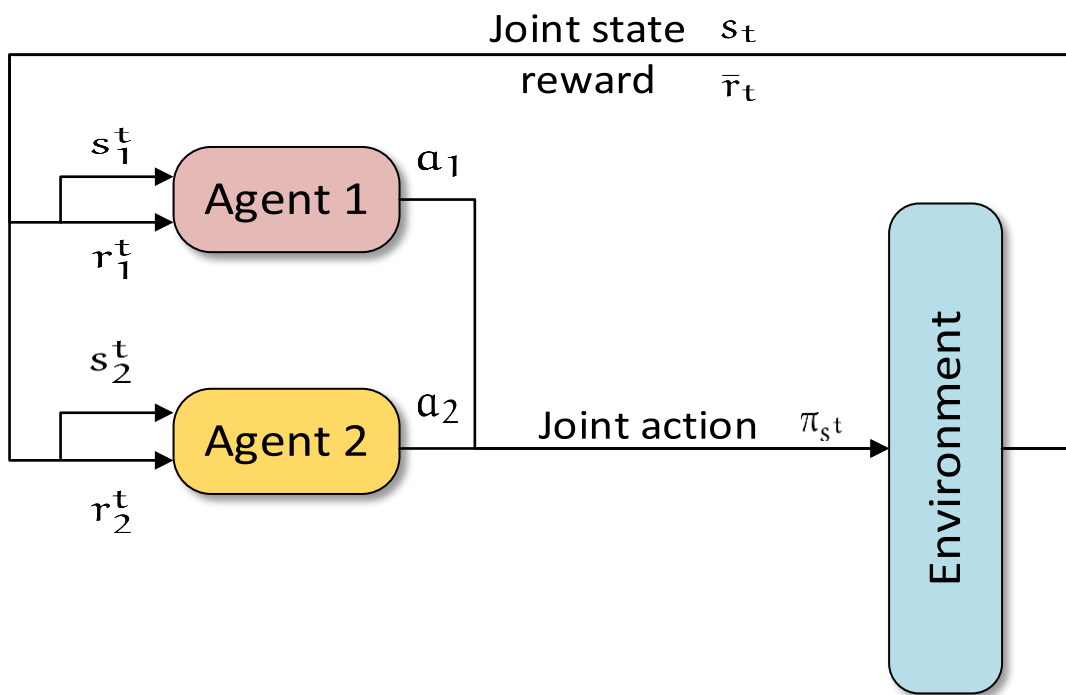 Joint state s_t
reward r̄_t
s_1^t
Agent 1
a_1
r_1^t
s_2^t
Agent 2
a_2
r_2^t
Joint action π_{s^t}
Environment